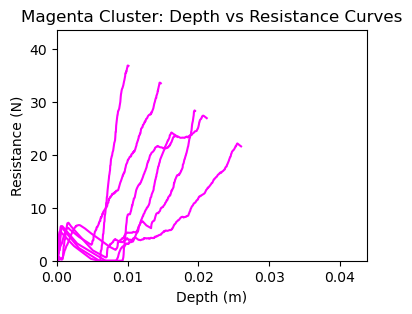 Magenta Cluster: Depth vs Resistance Curves
Resistance (N)
40
30
20
10
0
0.00 0.01 0.02 0.03 0.04
Depth (m)